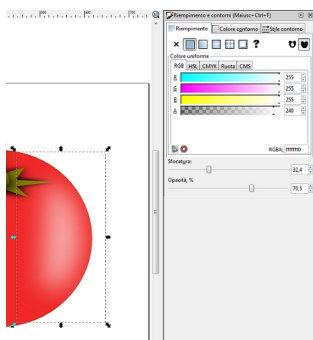 Riempimento e contorni (Maiusc+Ctrl+F)
Riempimento Colore contorno Stile contorno
?
Colore uniforme
RGB HSL CMYK Ruota CMS
R 255
G 255
B 255
A 240
RGBA: fffffff0
Sfocatura:
32,4
Opacità, %
70,5